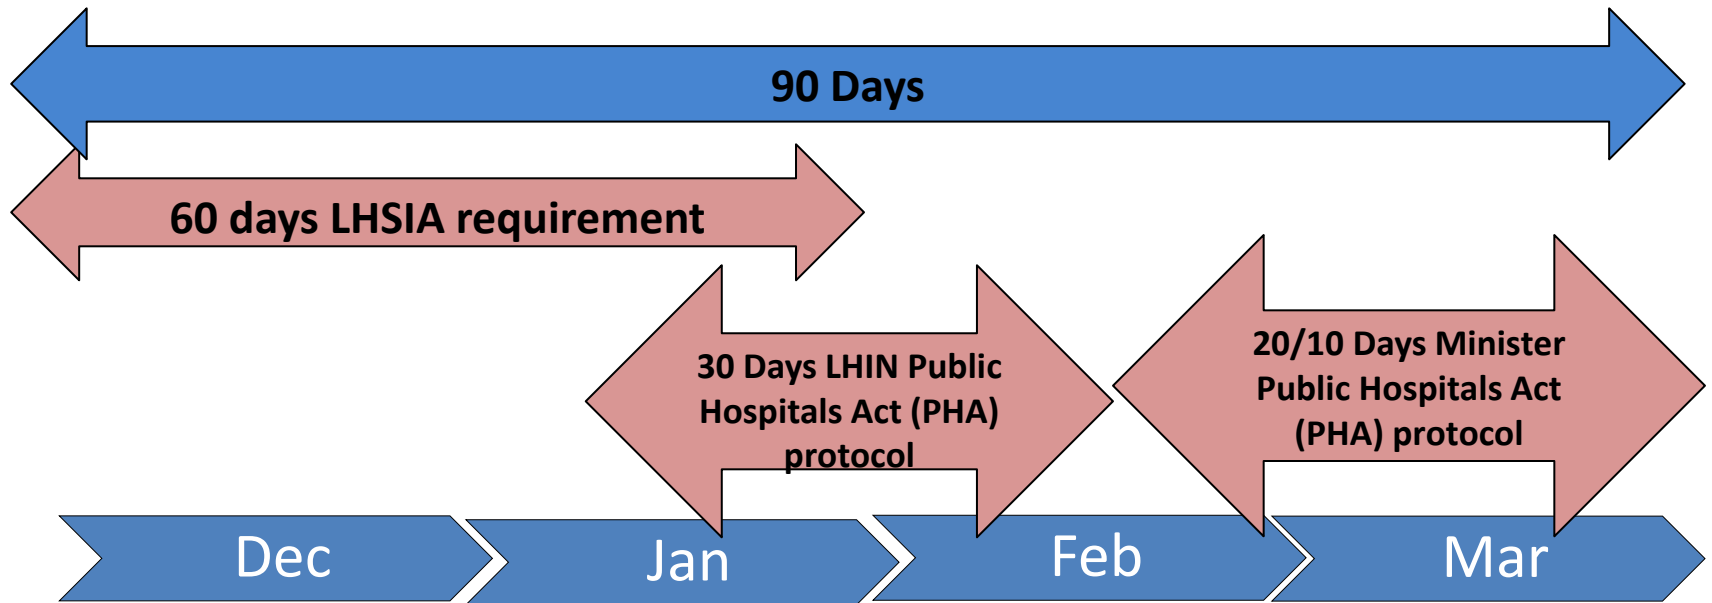 90 Days
60 days LHSIA requirement
30 Days LHIN Public
Hospitals Act (PHA)
protocol
20/10 Days Minister
Public Hospitals Act
(PHA) protocol
Dec
Jan
Feb
Mar